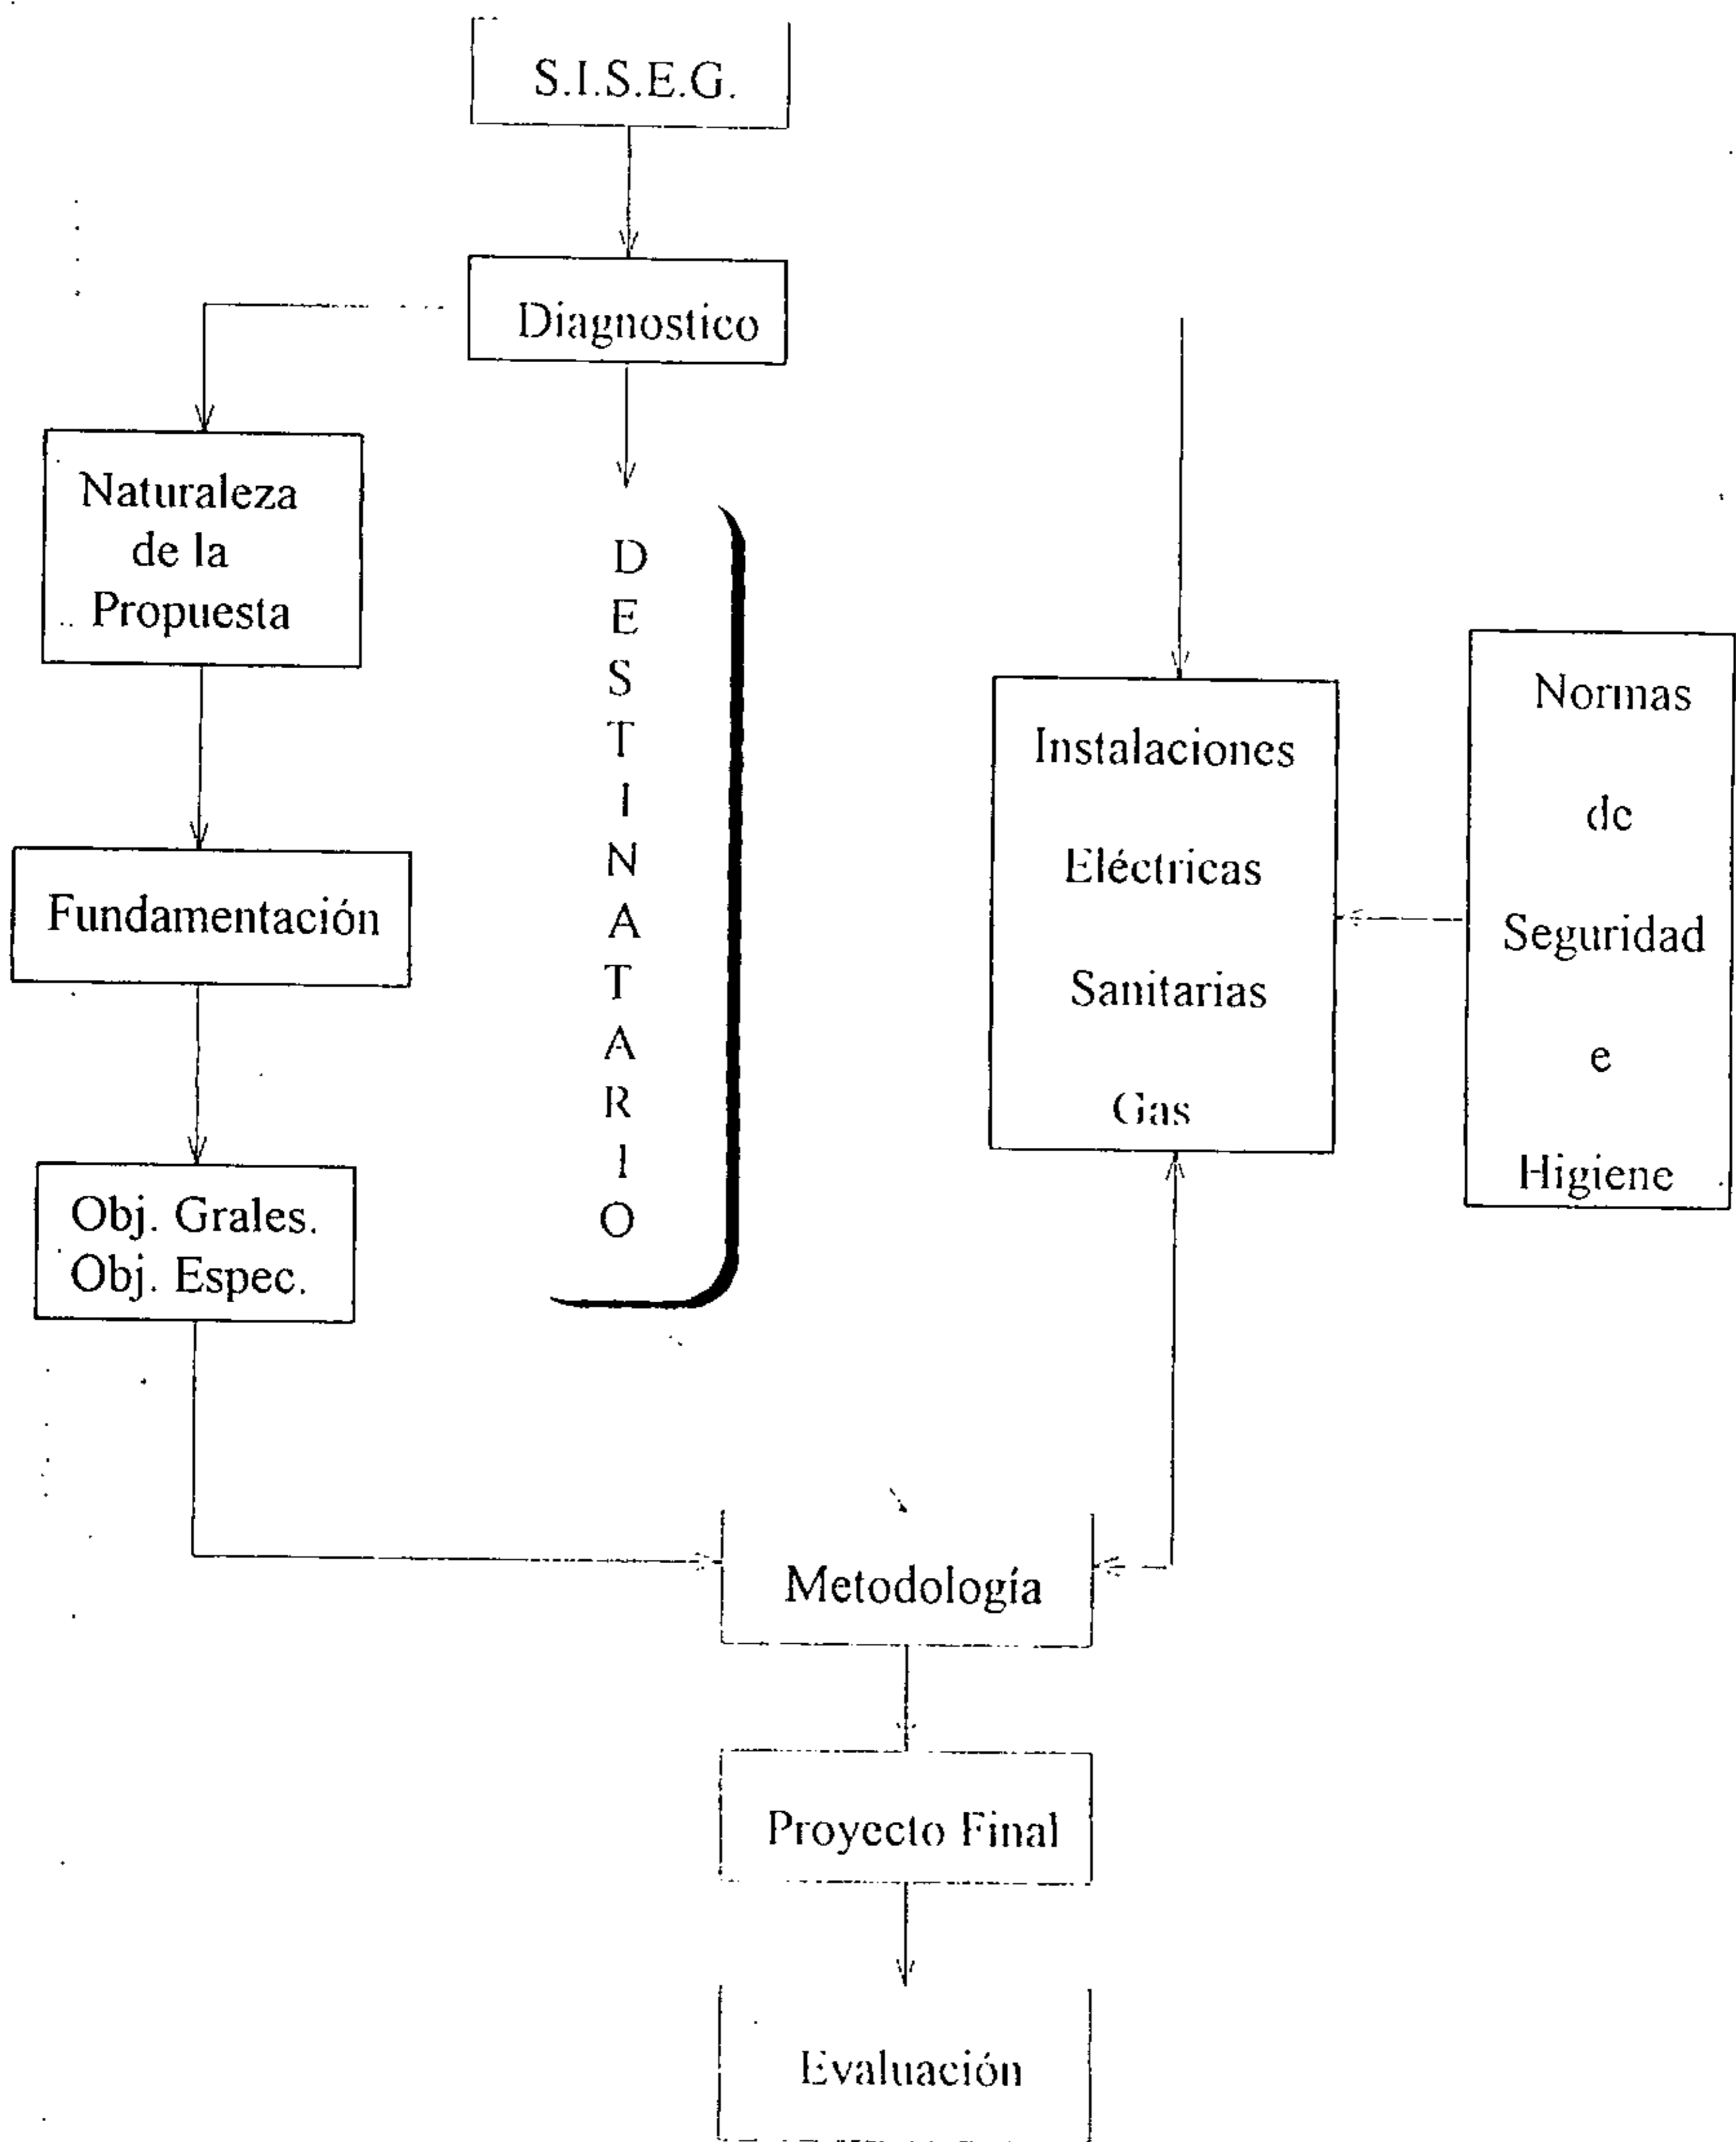 S.I.S.E.G.
Diagnostico
Naturaleza
de la
Propuesta
Fundamentación
Obj. Grales.
Obj. Espec.
D
E
S
T
I
N
A
T
A
R
I
O
Instalaciones
Eléctricas
Sanitarias
Gas
Normas
de
Seguridad
e
Higiene
Metodología
Proyecto Final
Evaluación